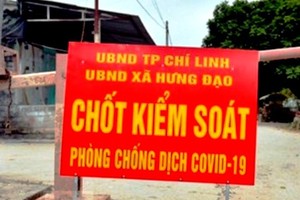 UBND TP CHÍ LINH
UBND XÃ HƯNG ĐẠO
CHỐT KIỂM SOÁT
PHÒNG CHỐNG DỊCH COVID-19